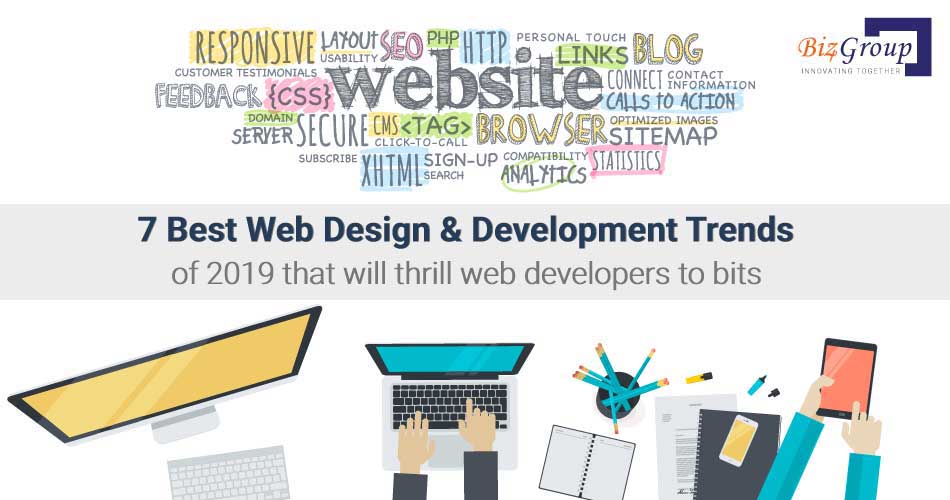 RESPONSIVE LAYOUT SEO PHP HTTP PERSONAL TOUCH LINKS BLOG
USABILITY
CUSTOMER TESTIMONIALS website CONNECT CONTACT INFORMATION
FEEDBACK {CSS} CALLS TO ACTION
DOMAIN SERVER SECURE CMS <TAG> BROWSER OPTIMIZED IMAGES
CLICK-TO-CALL SITEMAP
SUBSCRIBE XHTML SIGN-UP COMPATIBILITY STATISTICS
SEARCH ANALYTICS
BizGroup
INNOVATING TOGETHER
7 Best Web Design & Development Trends
of 2019 that will thrill web developers to bits